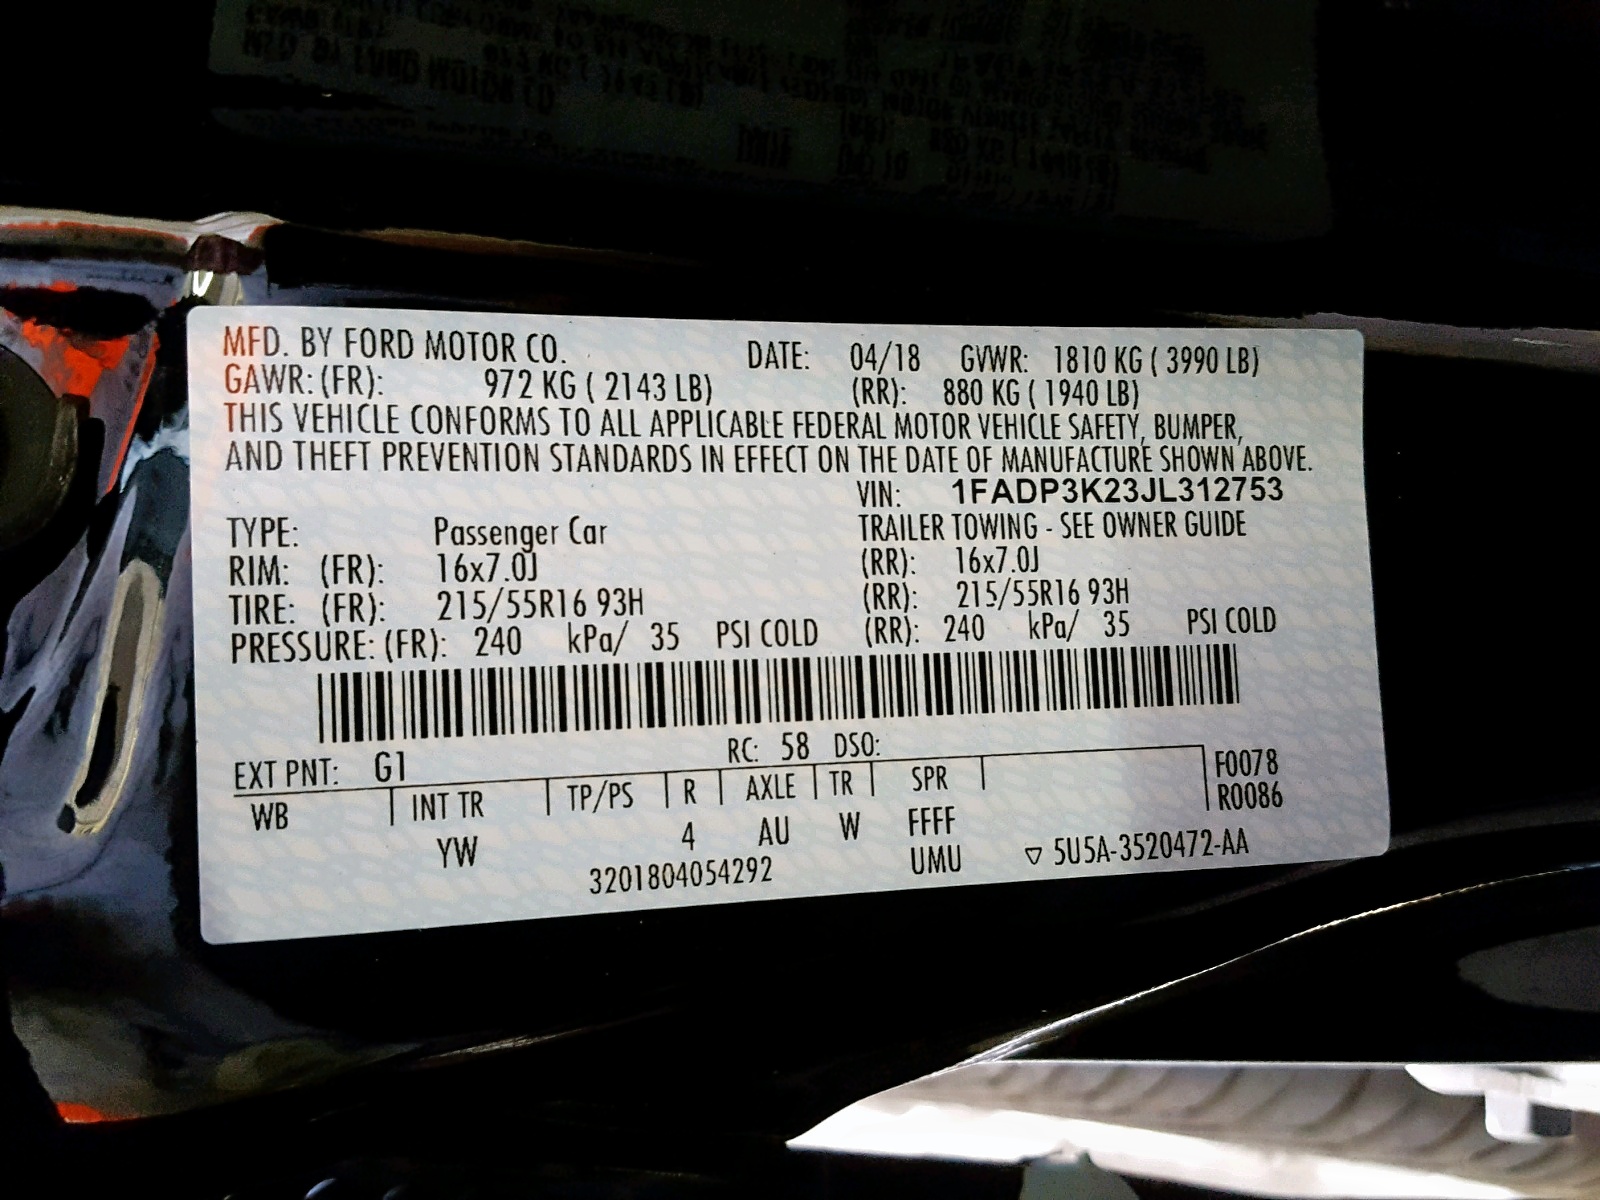 MFD. BY FORD MOTOR CO. DATE: 04/18 GVWR: 1810 KG ( 3990 LB)
GAWR: (FR): 972 KG ( 2143 LB) (RR): 880 KG ( 1940 LB)
THIS VEHICLE CONFORMS TO ALL APPLICABLE FEDERAL MOTOR VEHICLE SAFETY, BUMPER,
AND THEFT PREVENTION STANDARDS IN EFFECT ON THE DATE OF MANUFACTURE SHOWN ABOVE.
VIN: 1FADP3K23JL312753
TYPE: Passenger Car TRAILER TOWING - SEE OWNER GUIDE
RIM: (FR): 16x7.0J (RR): 16x7.0J
TIRE: (FR): 215/55R16 93H (RR): 215/55R16 93H
PRESSURE: (FR): 240 kPa/ 35 PSI COLD (RR): 240 kPa/ 35 PSI COLD
EXT PNT: G1 RC: 58 DSO: F0078
WB INT TR TP/PS R AXLE TR SPR R0086
YW 4 AU W FFFF
3201804054292 UMU ▽ 5U5A-3520472-AA